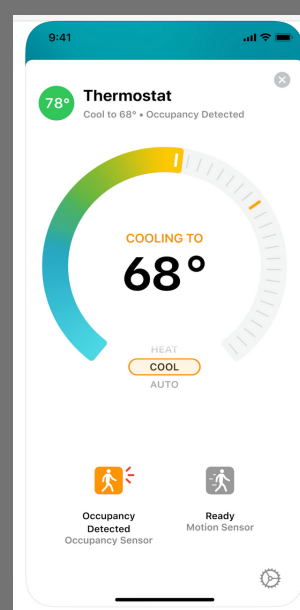 9:41
78°
Thermostat
Cool to 68° • Occupancy Detected
COOLING TO
68°
HEAT
COOL
AUTO
Occupancy
Detected
Occupancy Sensor
Ready
Motion Sensor